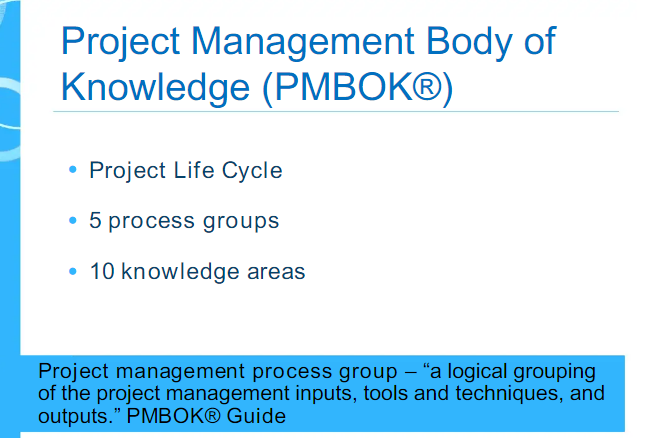 Project Management Body of
Knowledge (PMBOK®)
• Project Life Cycle
• 5 process groups
• 10 knowledge areas
Project management process group – “a logical grouping
of the project management inputs, tools and techniques, and
outputs.” PMBOK® Guide